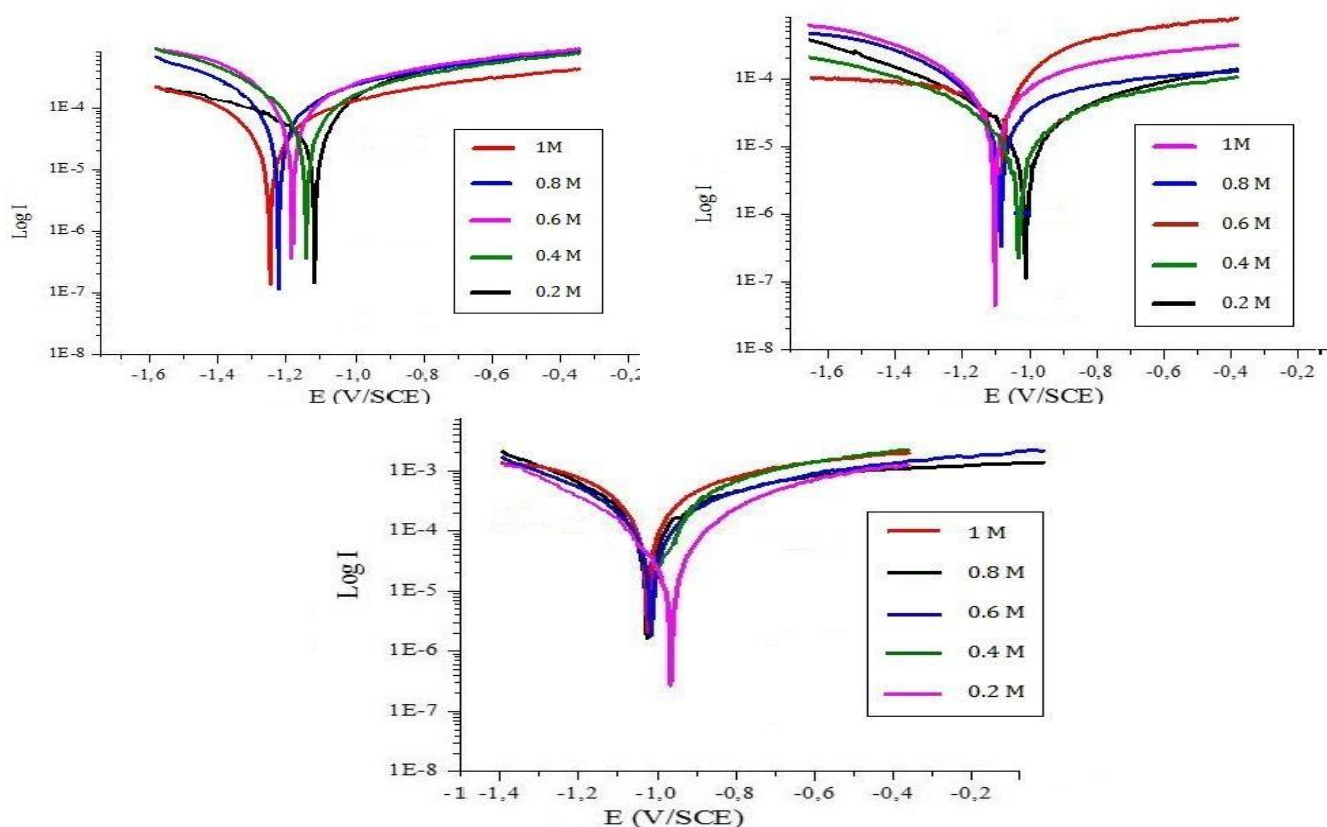 1E-4
1E-5
1E-6
1E-7
1E-8
Log I
-1,6 -1,4 -1,2 -1,0 -0,8 -0,6 -0,4 -0,2
E (V/SCE)
1M
0.8 M
0.6 M
0.4 M
0.2 M
1E-4
1E-5
1E-6
1E-7
1E-8
Log I
-1,6 -1,4 -1,2 -1,0 -0,8 -0,6 -0,4 -0,2
E (V/SCE)
1M
0.8 M
0.6 M
0.4 M
0.2 M
1E-3
1E-4
1E-5
1E-6
1E-7
1E-8
Log I
-1 -1,4 -1,2 -1,0 -0,8 -0,6 -0,4 -0,2
E (V/SCE)
1 M
0.8 M
0.6 M
0.4 M
0.2 M